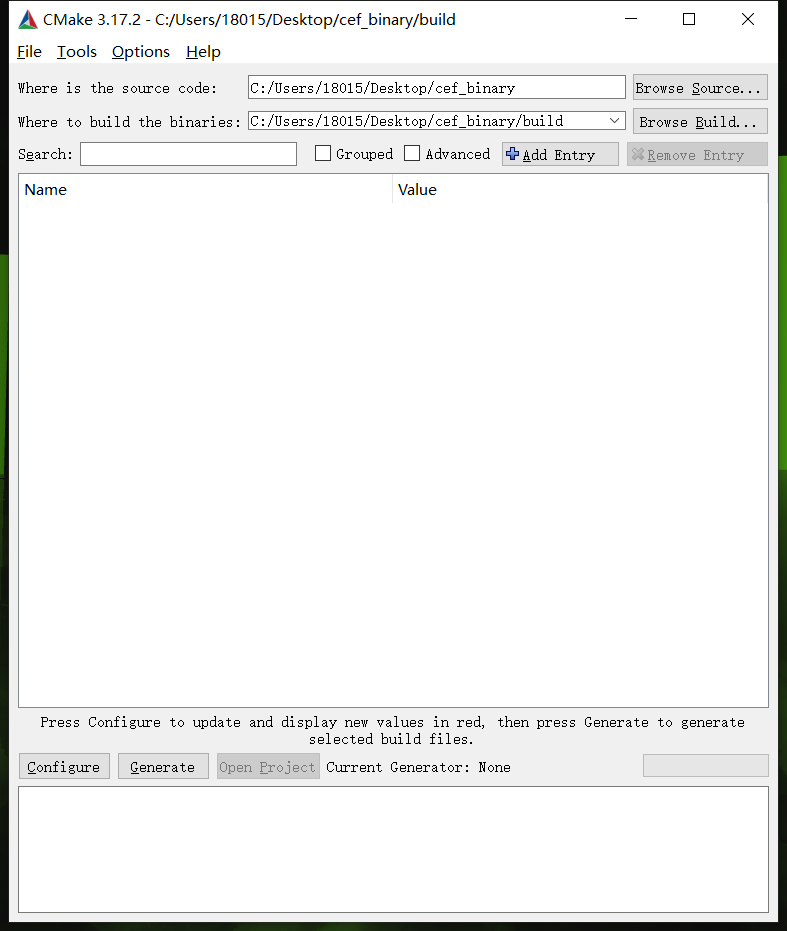 CMake 3.17.2 - C:/Users/18015/Desktop/cef_binary/build
File Tools Options Help
Where is the source code: C:/Users/18015/Desktop/cef_binary Browse Source...
Where to build the binaries: C:/Users/18015/Desktop/cef_binary/build Browse Build...
Search: Grouped Advanced Add Entry Remove Entry
Name Value
Press Configure to update and display new values in red, then press Generate to generate
selected build files.
Configure Generate Open Project Current Generator: None